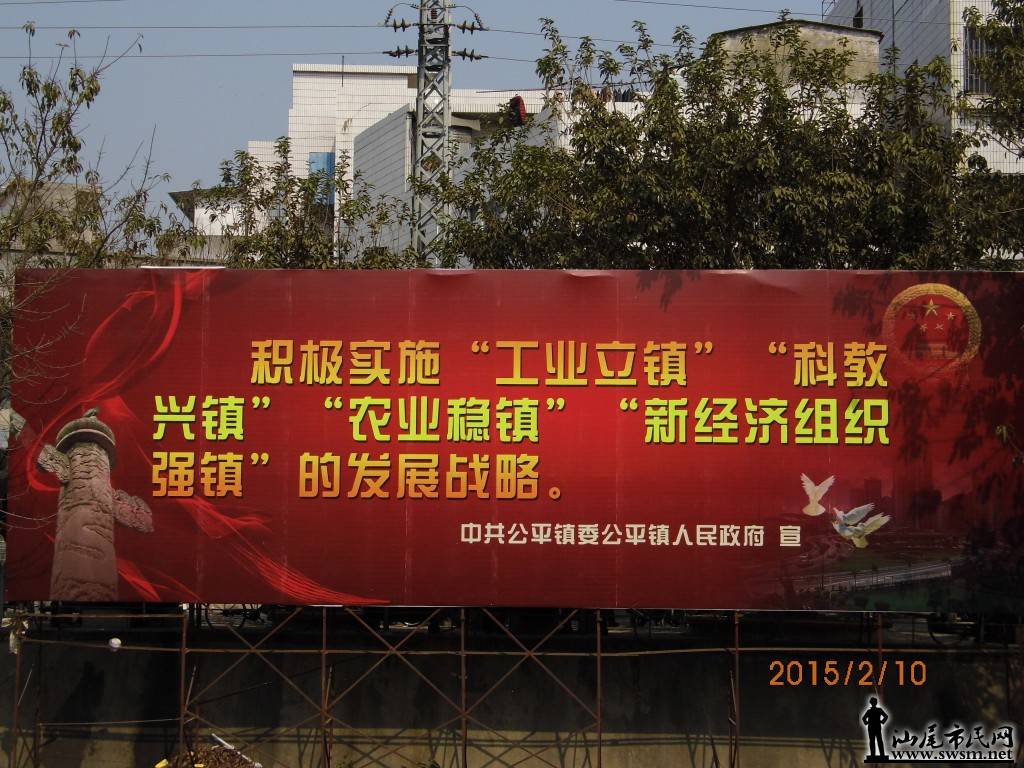 积极实施“工业立镇”“科教
兴镇”“农业稳镇”“新经济组织
强镇”的发展战略。
中共公平镇委公平镇人民政府 宣
2015/2/10
汕尾市民网
www.swsm.net